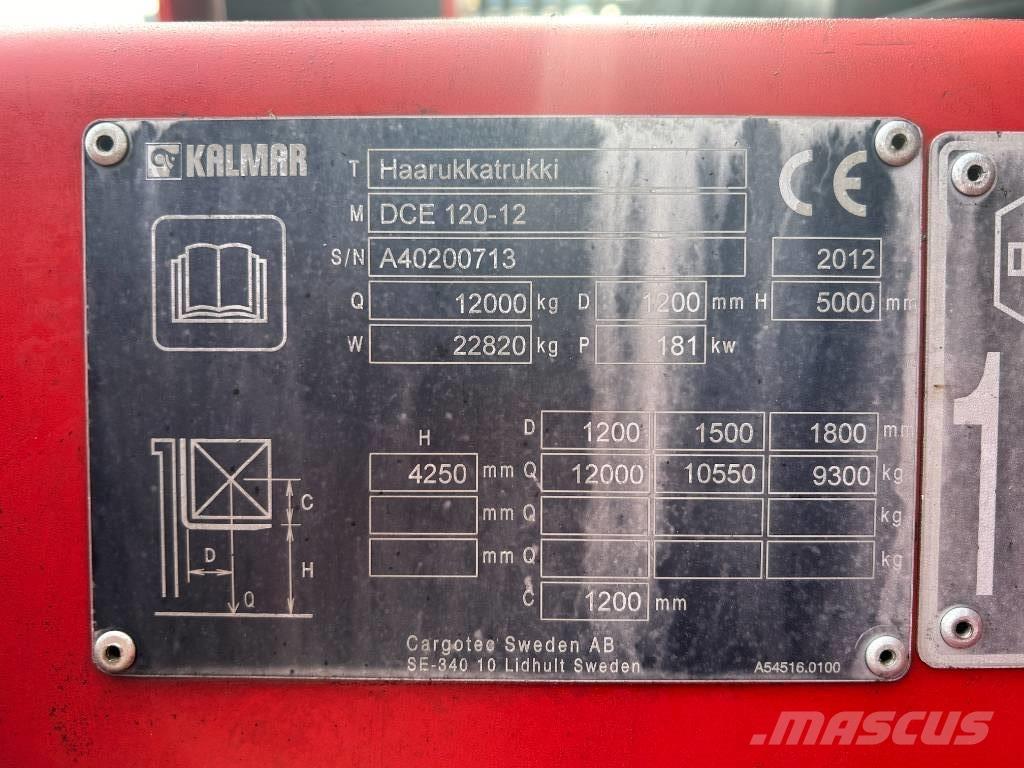 KALMAR
T Haarukkatrukki
CE
M DCE 120-12
S/N A40200713 2012
Q 12000 kg D 1200 mm H 5000 mm
W 22820 kg P 181 kw
H D 1200 1500 1800 mm
4250 mm Q 12000 10550 9300 kg
mm Q kg
mm Q kg
C 1200 mm
C
D H
Q
Cargotec Sweden AB
SE-340 10 Lidhult Sweden
A54516.0100
1
MASCUS